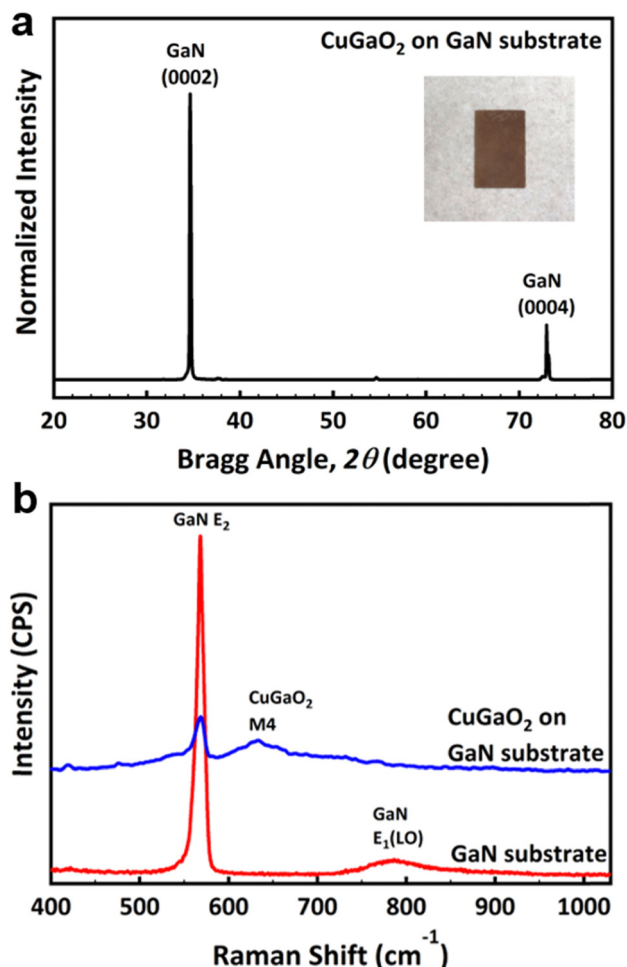 a
CuGaO₂ on GaN substrate
GaN
(0002)
GaN
(0004)
Normalized Intensity
20 30 40 50 60 70 80
Bragg Angle, 2θ (degree)
b
GaN E₂
CuGaO₂
M4
CuGaO₂ on
GaN substrate
GaN
E₁(LO)
GaN substrate
Intensity (CPS)
400 500 600 700 800 900 1000
Raman Shift (cm⁻¹)